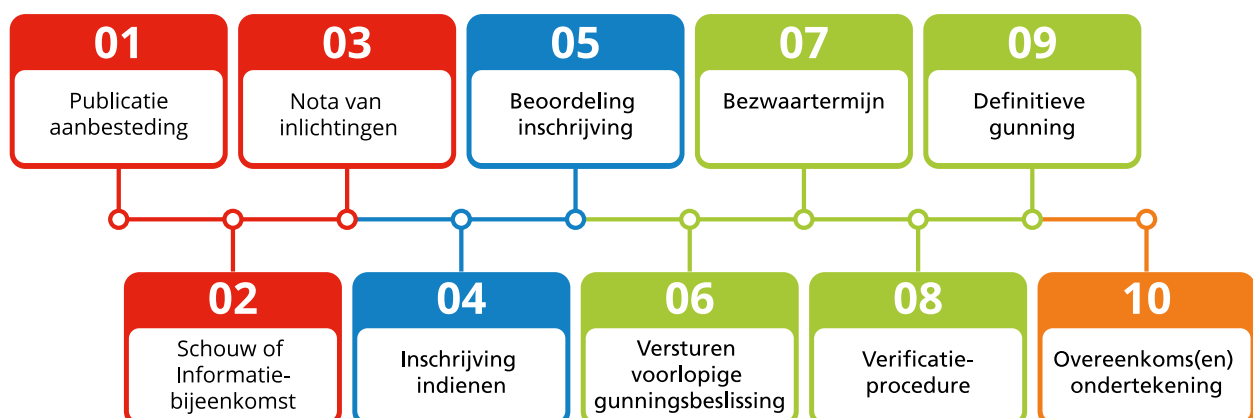 01
Publicatie
aanbesteding
02
Schouw of
Informatie-
bijeenkomst
03
Nota van
inlichtingen
04
Inschrijving
indienen
05
Beoordeling
inschrijving
06
Versturen
voorlopige
gunningsbeslissing
07
Bezwaartermijn
08
Verificatie-
procedure
09
Definitieve
gunning
10
Overeenkoms(en)
ondertekening